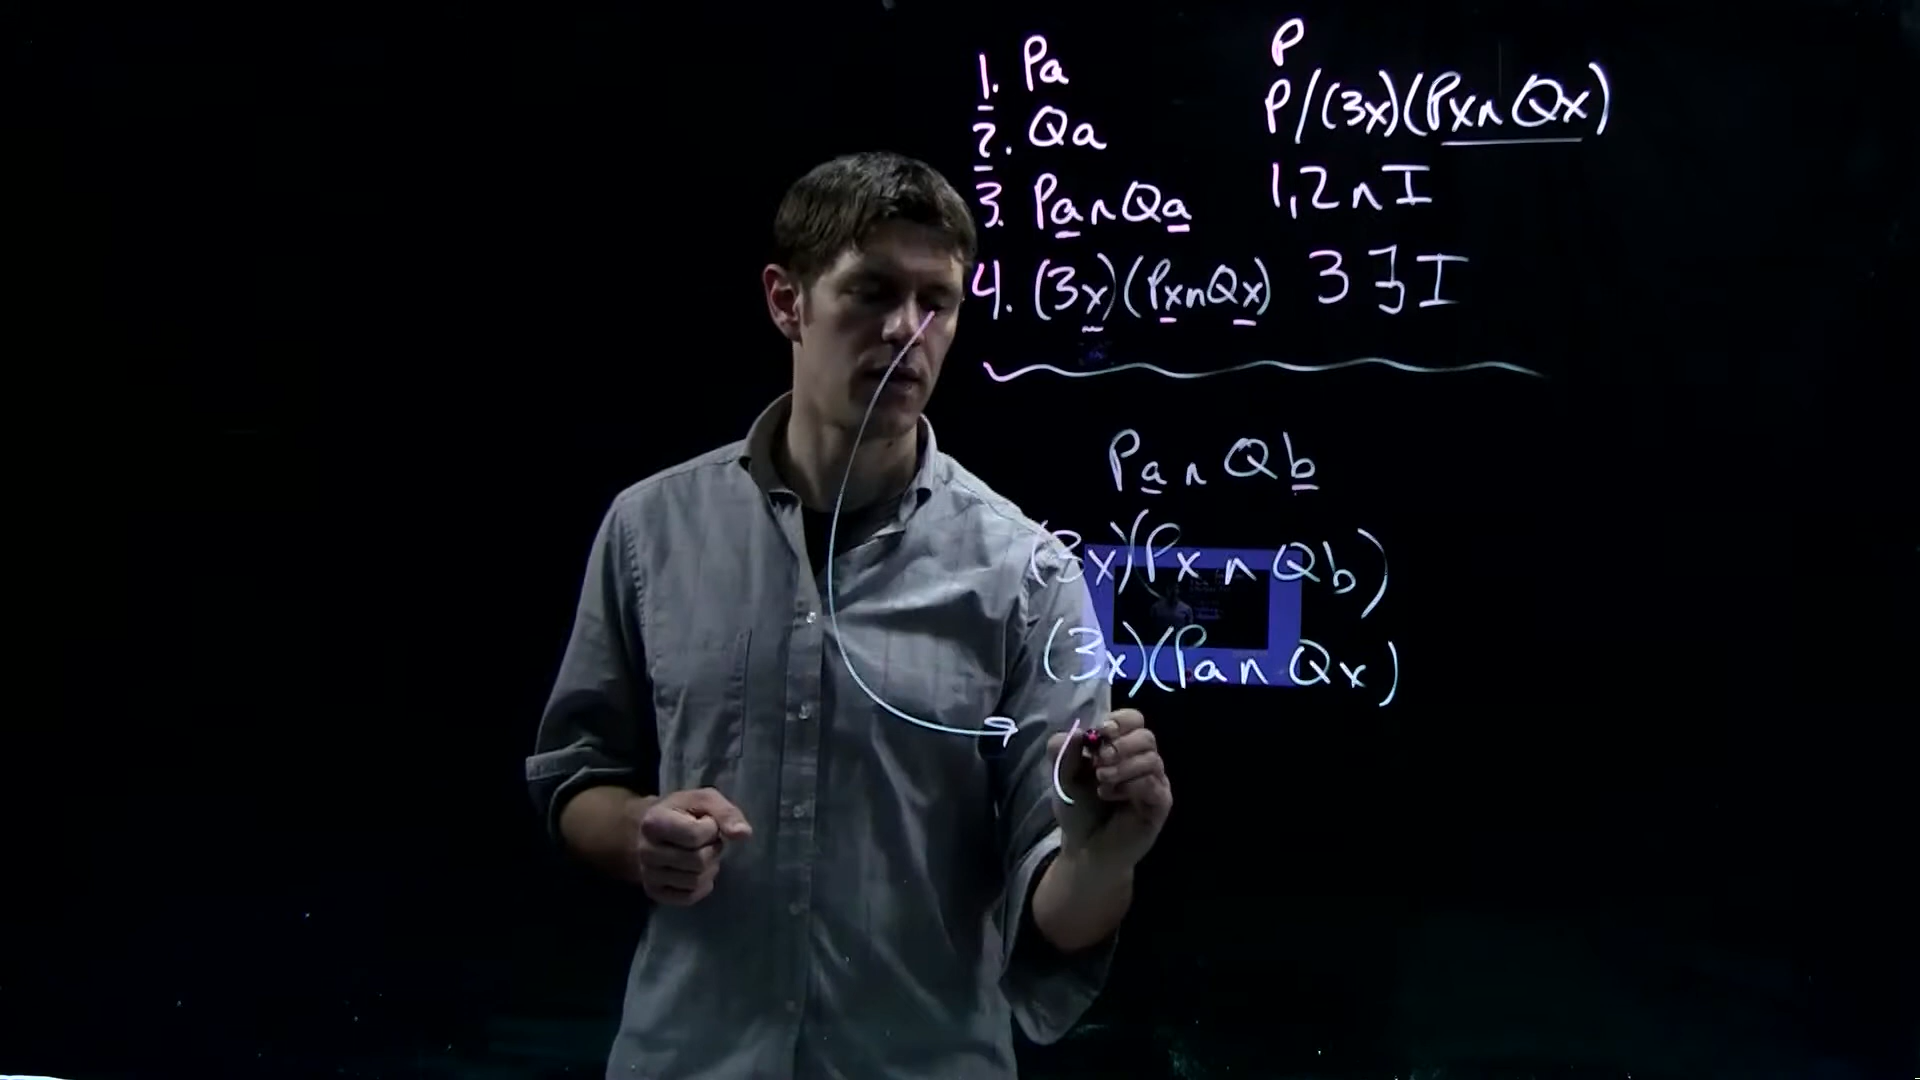 1. Pa P
2. Qa P/(∃x)(Px∧Qx)
3. Pa∧Qa 1,2 ∧I
4. (∃x)(Px∧Qx) 3 ∃I
Pa∧Qb
(∃x)(Px∧Qb)
(∃x)(Pa∧Qx)
(